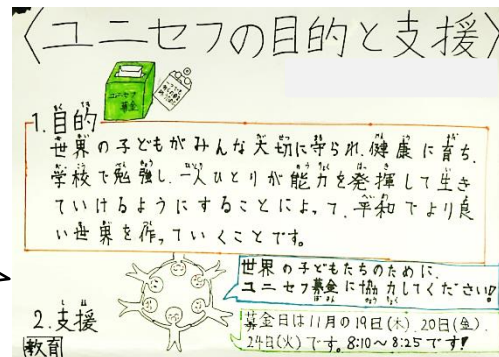 〈ユニセフの目的と支援〉
ユニセフ
募金
1.目的
世界の子どもがみんな大切に守られ、健康に育ち、
学校で勉強し、一人ひとりが能力を発揮して生き
ていけるようにすることによって、平和でより良
い世界を作っていくことです。
世界の子どもたちのために、
ユニセフ募金に協力してください!!
募金日は11月の19日(木)、20日(金)、
24日(火)です。8:10~8:25です!
2.支援
教育